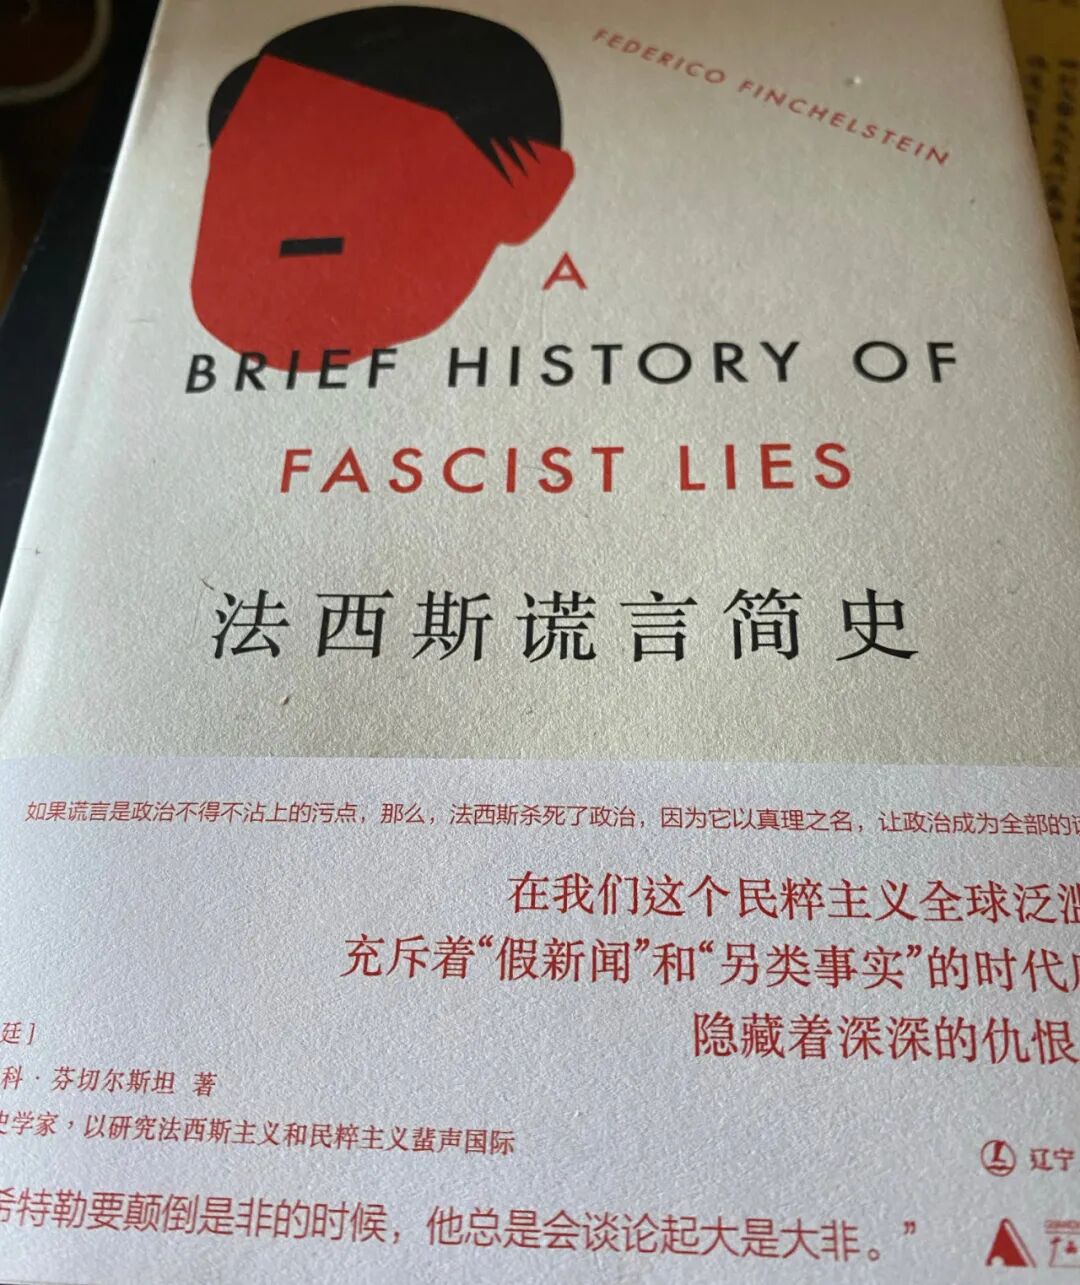 FEDERICO FINCHELSTEIN
A
BRIEF HISTORY OF
FASCIST LIES
法西斯谎言简史
如果谎言是政治不得不沾上的污点，那么，法西斯杀死了政治，因为它以真理之名，让政治成为全部的
在我们这个民粹主义全球泛滥
充斥着“假新闻”和“另类事实”的时代
隐藏着深深的仇恨
廷]
科·芬切尔斯坦 著
史学家，以研究法西斯主义和民粹主义蜚声国际
辽宁
希特勒要颠倒是非的时候，他总是会谈论起大是大非。”